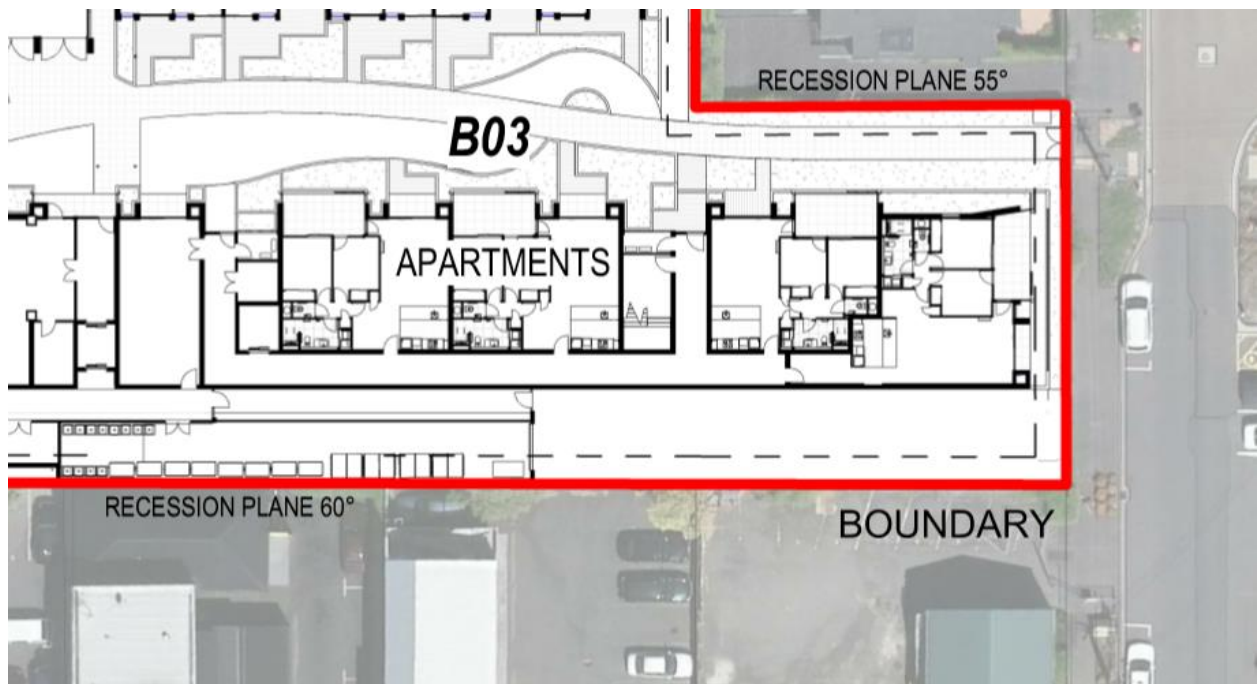 RECESSION PLANE 55°
B03
APARTMENTS
RECESSION PLANE 60°
BOUNDARY